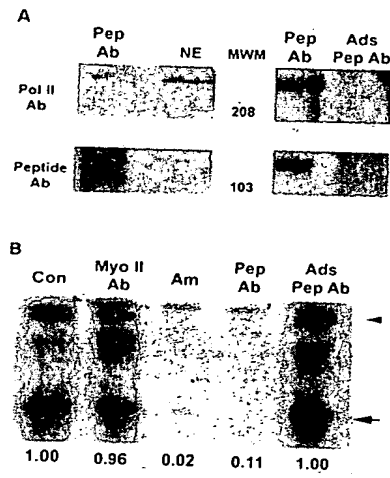 A
Pep Ab
NE
MWM
Pep Ab
Ads Pep Ab
Pol II Ab
208
Peptide Ab
103
B
Con
Myo II Ab
Am
Pep Ab
Ads Pep Ab
1.00
0.96
0.02
0.11
1.00